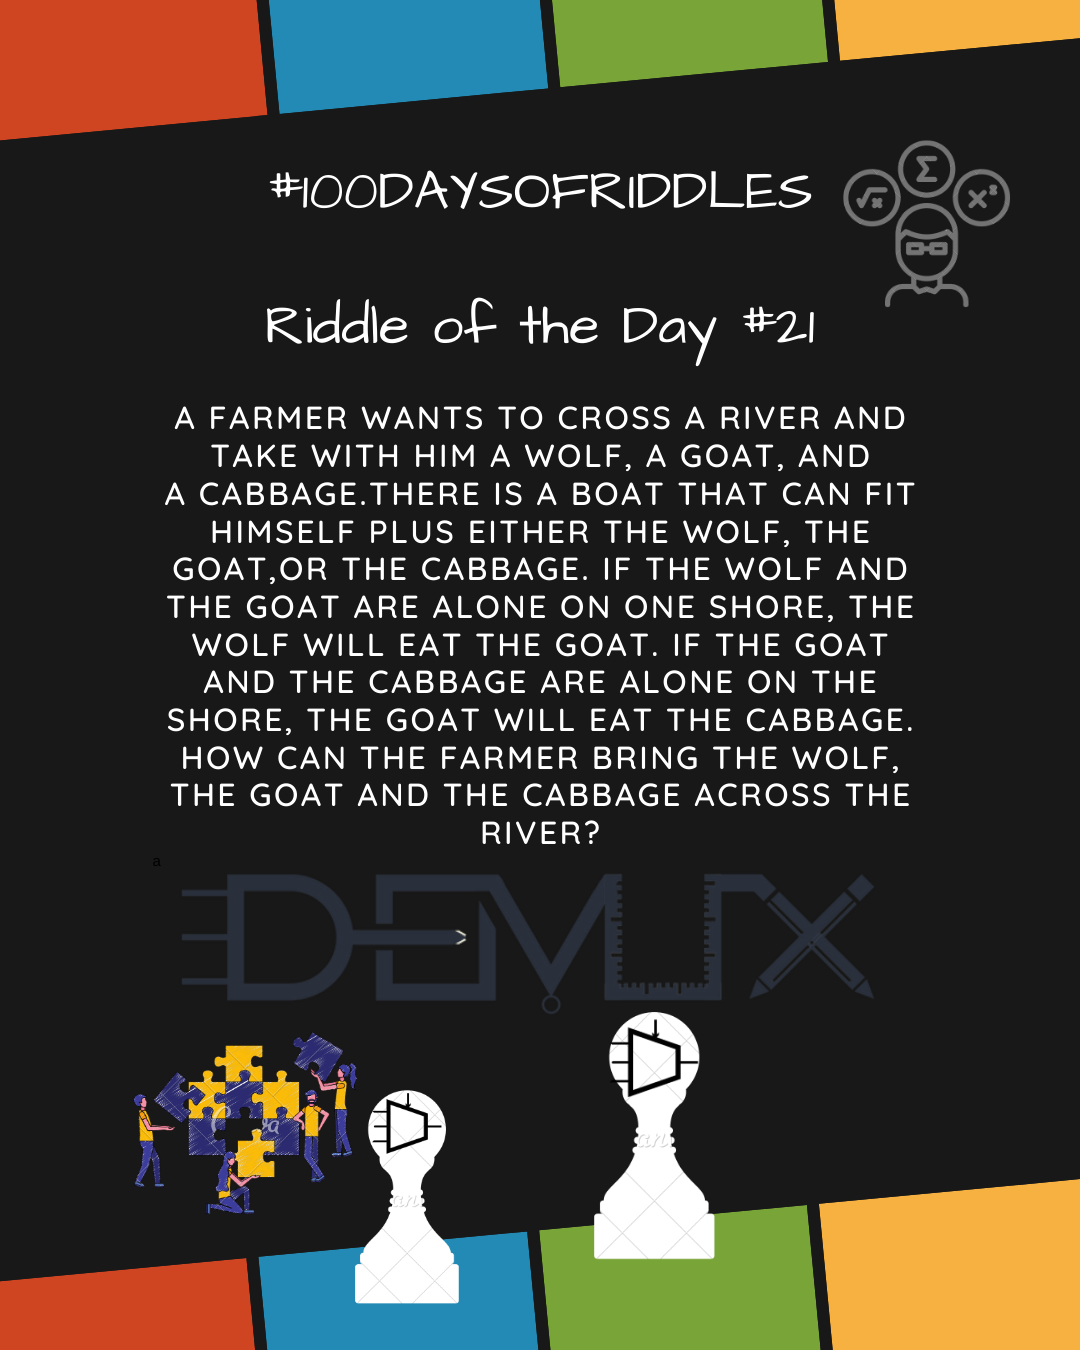 #100DAYSOFRIDDLES
Σ
√x
x²
Riddle of the Day #21
A FARMER WANTS TO CROSS A RIVER AND
TAKE WITH HIM A WOLF, A GOAT, AND
A CABBAGE.THERE IS A BOAT THAT CAN FIT
HIMSELF PLUS EITHER THE WOLF, THE
GOAT,OR THE CABBAGE. IF THE WOLF AND
THE GOAT ARE ALONE ON ONE SHORE, THE
WOLF WILL EAT THE GOAT. IF THE GOAT
AND THE CABBAGE ARE ALONE ON THE
SHORE, THE GOAT WILL EAT THE CABBAGE.
HOW CAN THE FARMER BRING THE WOLF,
THE GOAT AND THE CABBAGE ACROSS THE
RIVER?
a
DEMUX